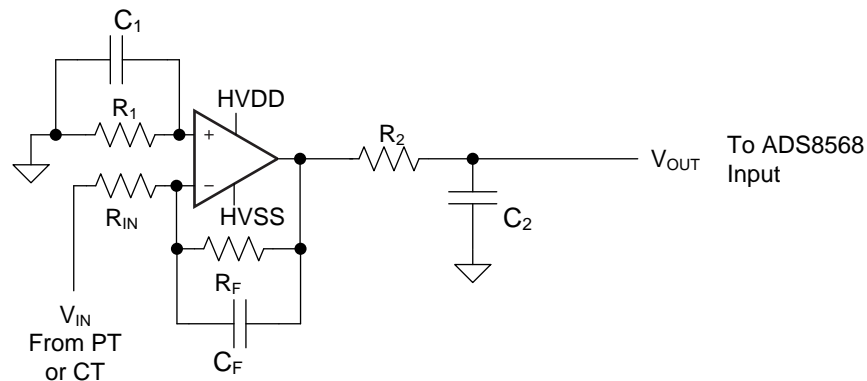 C1
R1
HVDD
+
−
HVSS
RIN
R2
VOUT
To ADS8568
Input
C2
RF
CF
VIN
From PT
or CT